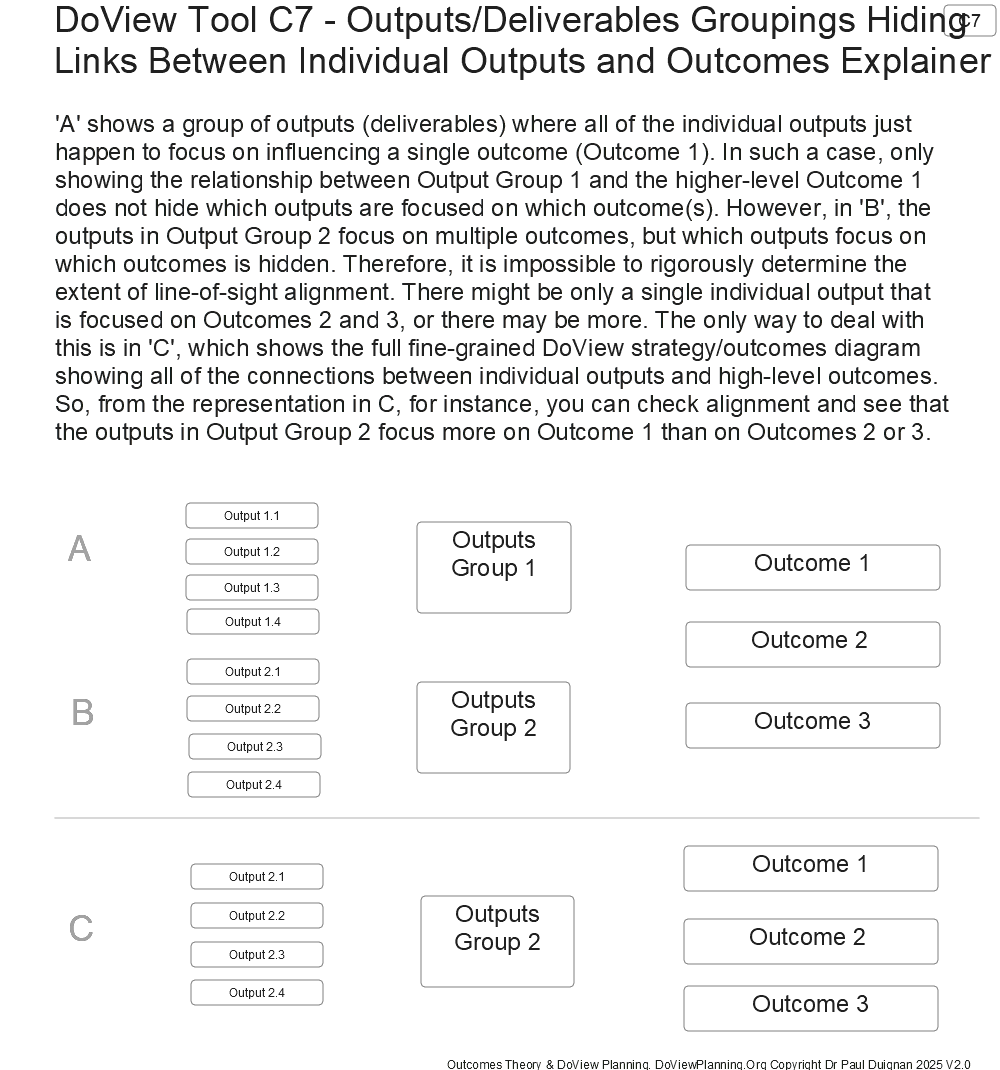 DoView Tool C7 - Outputs/Deliverables Groupings Hiding
C7
Links Between Individual Outputs and Outcomes Explainer
'A' shows a group of outputs (deliverables) where all of the individual outputs just
happen to focus on influencing a single outcome (Outcome 1). In such a case, only
showing the relationship between Output Group 1 and the higher-level Outcome 1
does not hide which outputs are focused on which outcome(s). However, in 'B', the
outputs in Output Group 2 focus on multiple outcomes, but which outputs focus on
which outcomes is hidden. Therefore, it is impossible to rigorously determine the
extent of line-of-sight alignment. There might be only a single individual output that
is focused on Outcomes 2 and 3, or there may be more. The only way to deal with
this is in 'C', which shows the full fine-grained DoView strategy/outcomes diagram
showing all of the connections between individual outputs and high-level outcomes.
So, from the representation in C, for instance, you can check alignment and see that
the outputs in Output Group 2 focus more on Outcome 1 than on Outcomes 2 or 3.
A
Output 1.1
Output 1.2
Output 1.3
Output 1.4
Outputs
Group 1
Outcome 1
Outcome 2
Outcome 3
B
Output 2.1
Output 2.2
Output 2.3
Output 2.4
Outputs
Group 2
C
Output 2.1
Output 2.2
Output 2.3
Output 2.4
Outputs
Group 2
Outcome 1
Outcome 2
Outcome 3
Outcomes Theory & DoView Planning. DoViewPlanning.Org Copyright Dr Paul Duignan 2025 V2.0